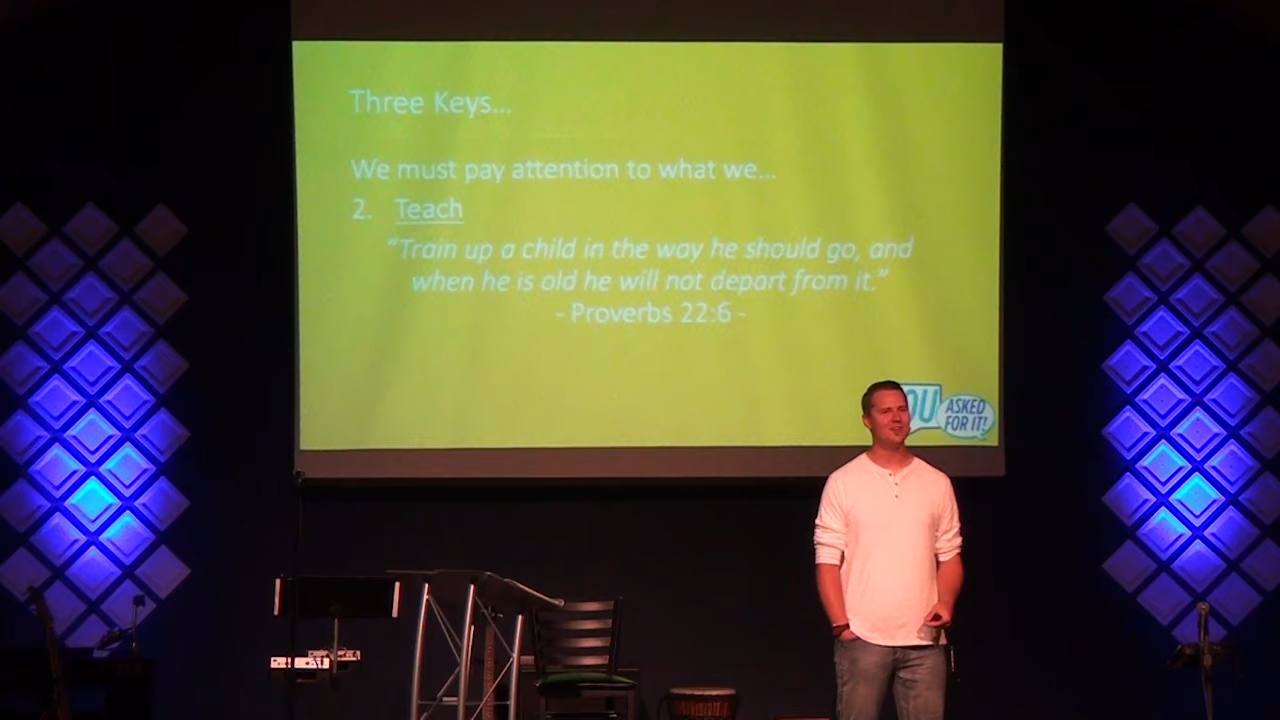 Three Keys...
We must pay attention to what we...
2. Teach
"Train up a child in the way he should go, and
when he is old he will not depart from it."
- Proverbs 22:6 -
OU
ASKED
FOR IT!